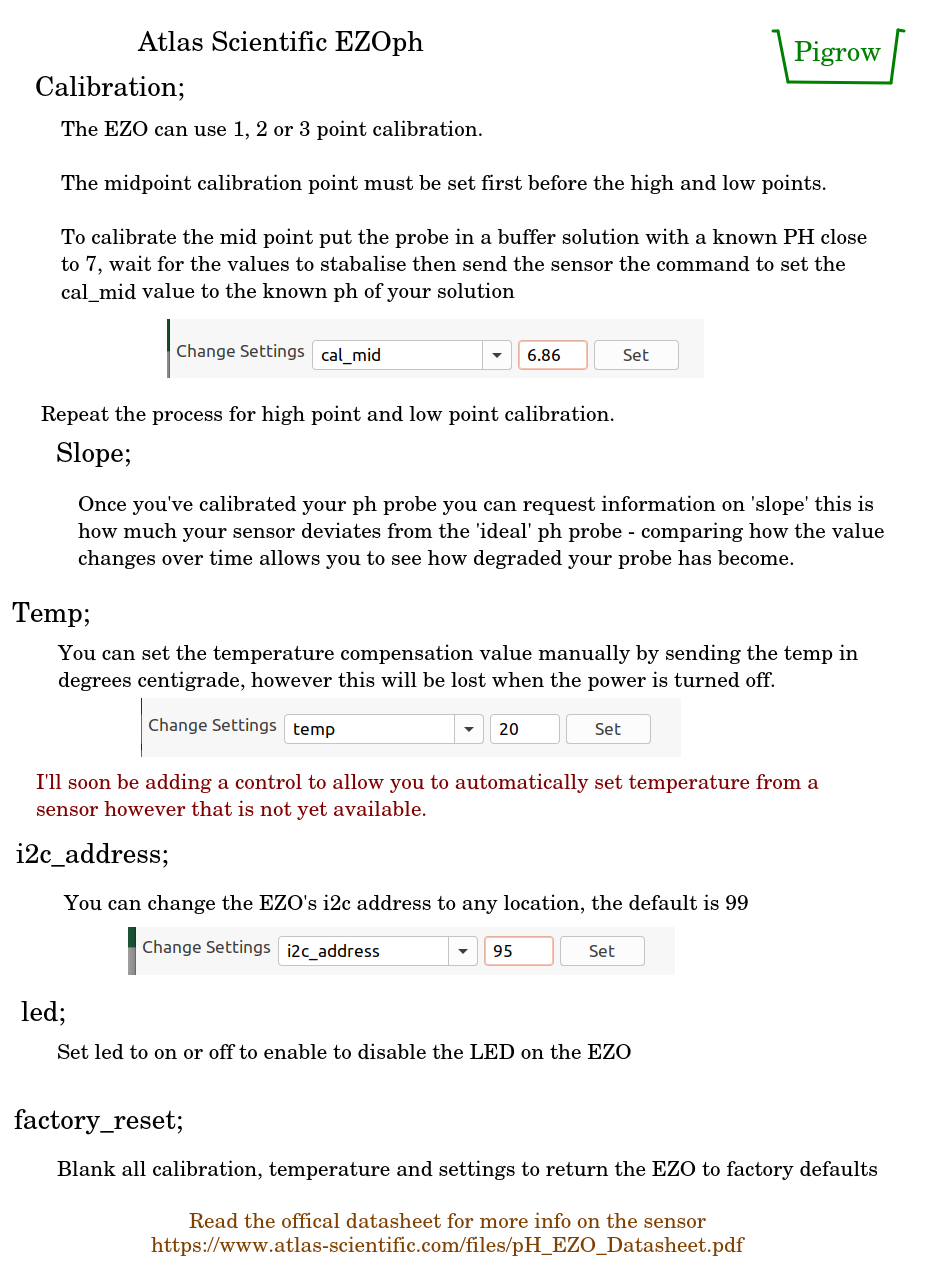 Atlas Scientific EZOph
Pigrow
Calibration;
The EZO can use 1, 2 or 3 point calibration.
The midpoint calibration point must be set first before the high and low points.
To calibrate the mid point put the probe in a buffer solution with a known PH close
to 7, wait for the values to stabalise then send the sensor the command to set the
cal_mid value to the known ph of your solution
Change Settings cal_mid 6.86 Set
Repeat the process for high point and low point calibration.
Slope;
Once you've calibrated your ph probe you can request information on 'slope' this is
how much your sensor deviates from the 'ideal' ph probe - comparing how the value
changes over time allows you to see how degraded your probe has become.
Temp;
You can set the temperature compensation value manually by sending the temp in
degrees centigrade, however this will be lost when the power is turned off.
Change Settings temp 20 Set
I'll soon be adding a control to allow you to automatically set temperature from a
sensor however that is not yet available.
i2c_address;
You can change the EZO's i2c address to any location, the default is 99
Change Settings i2c_address 95 Set
led;
Set led to on or off to enable to disable the LED on the EZO
factory_reset;
Blank all calibration, temperature and settings to return the EZO to factory defaults
Read the offical datasheet for more info on the sensor
https://www.atlas-scientific.com/files/pH_EZO_Datasheet.pdf